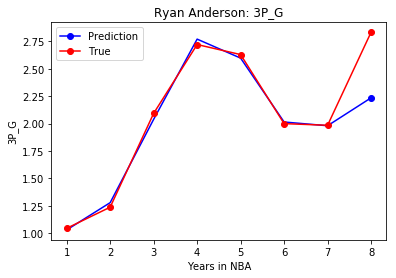 Ryan Anderson: 3P_G
Prediction
True
2.75
2.50
2.25
2.00
1.75
1.50
1.25
1.00
3P_G
1 2 3 4 5 6 7 8
Years in NBA